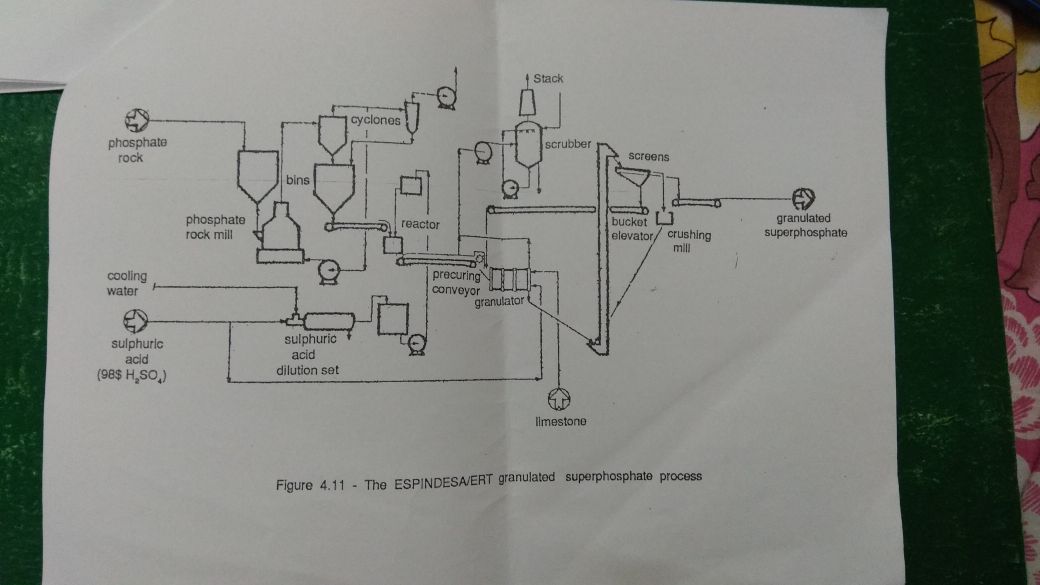 Stack
cyclones
phosphate
rock
scrubber
screens
bins
phosphate
rock mill
reactor
bucket
elevator
crushing
mill
granulated
superphosphate
cooling
water
precuring
conveyor
granulator
sulphuric
acid
(98$ H₂SO₄)
sulphuric
acid
dilution set
limestone
Figure 4.11 - The ESPINDESA/ERT granulated superphosphate process